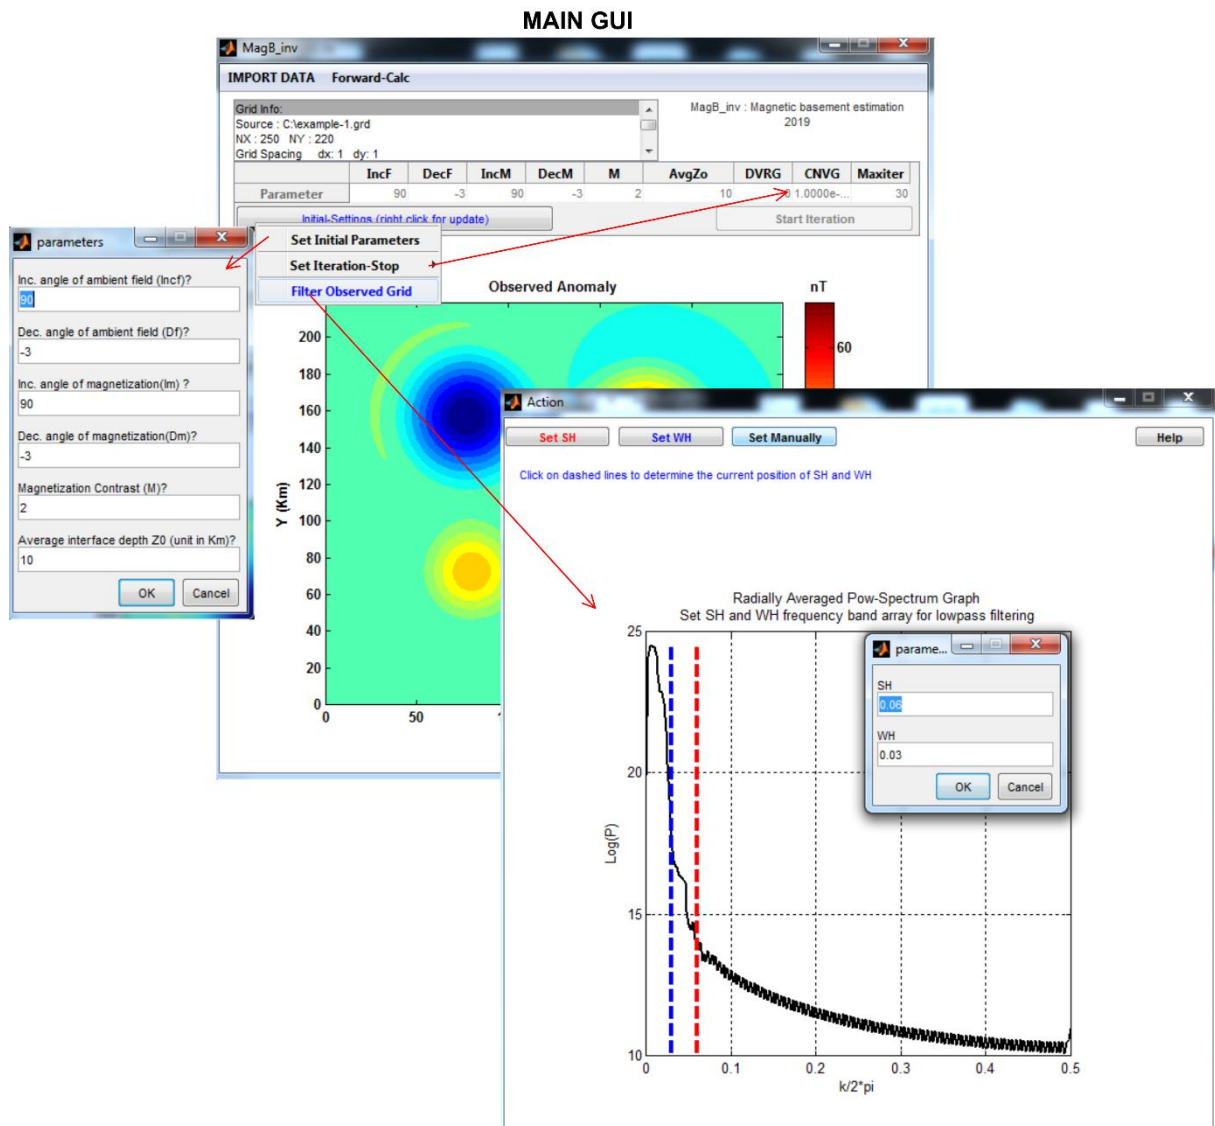 MAIN GUI
MagB_inv
IMPORT DATA Forward-Calc
Grid Info:
Source : C:\example-1.grd
NX : 250 NY : 220
Grid Spacing dx: 1 dy: 1
MagB_inv : Magnetic basement estimation
2019
IncF DecF IncM DecM M AvgZo DVRG CNVG Maxiter
Parameter 90 -3 90 -3 2 10 1.0000e-... 30
Initial-Settings (right click for update)
Start Iteration
Set Initial Parameters
Set Iteration-Stop
Filter Observed Grid
parameters
Inc. angle of ambient field (Incf)?
90
Dec. angle of ambient field (Df)?
-3
Inc. angle of magnetization(Im) ?
90
Dec. angle of magnetization(Dm)?
-3
Magnetization Contrast (M)?
2
Average interface depth Z0 (unit in Km)?
10
OK Cancel
Observed Anomaly
nT
60
Y (Km)
200
180
160
140
120
100
80
60
40
20
0
0 50
Action
Set SH Set WH Set Manually Help
Click on dashed lines to determine the current position of SH and WH
Radially Averaged Pow-Spectrum Graph
Set SH and WH frequency band array for lowpass filtering
parame...
SH
0.06
WH
0.03
OK Cancel
Log(P)
25
20
15
10
0 0.1 0.2 0.3 0.4 0.5
k/2*pi